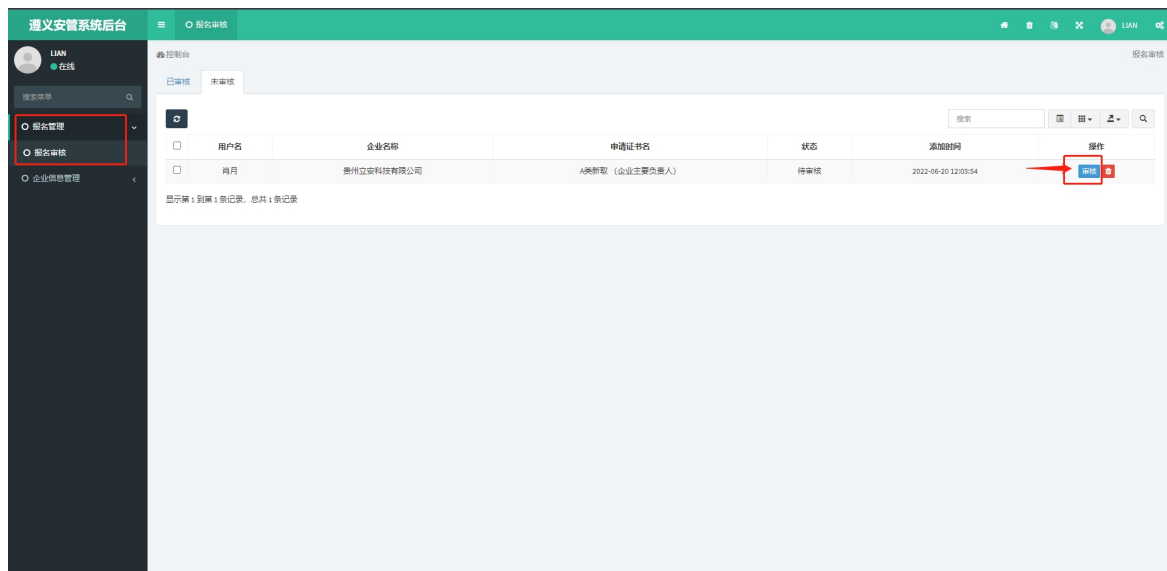 遵义安管系统后台
报名审核
LIAN
LIAN
在线
控制台
报名审核
已审核 未审核
搜索菜单
搜索
报名管理
报名审核
企业信息管理
用户名 企业名称 申请证书名 状态 添加时间 操作
肖月 贵州立安科技有限公司 A类新取 (企业主要负责人) 待审核 2022-06-20 12:03:54 审核
显示第 1 到第 1 条记录，总共 1 条记录